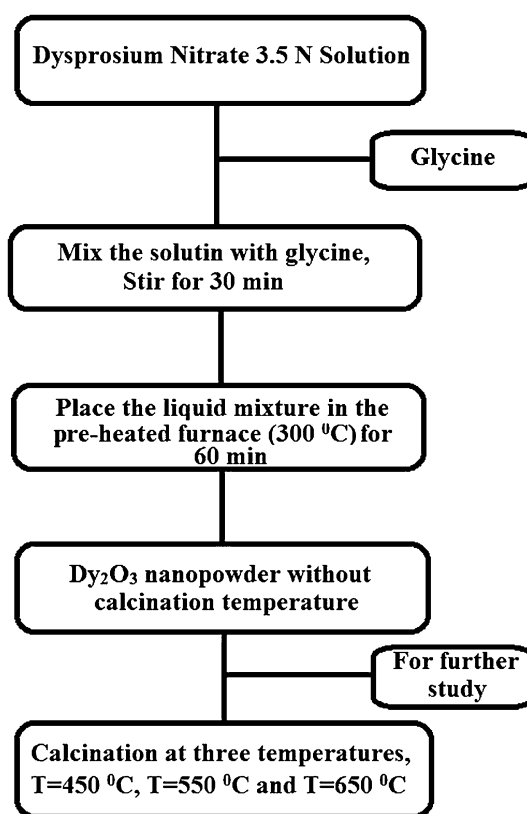 Dysprosium Nitrate 3.5 N Solution
Glycine
Mix the solutin with glycine,
Stir for 30 min
Place the liquid mixture in the
pre-heated furnace (300 ⁰C) for
60 min
Dy₂O₃ nanopowder without
calcination temperature
For further
study
Calcination at three temperatures,
T=450 ⁰C, T=550 ⁰C and T=650 ⁰C